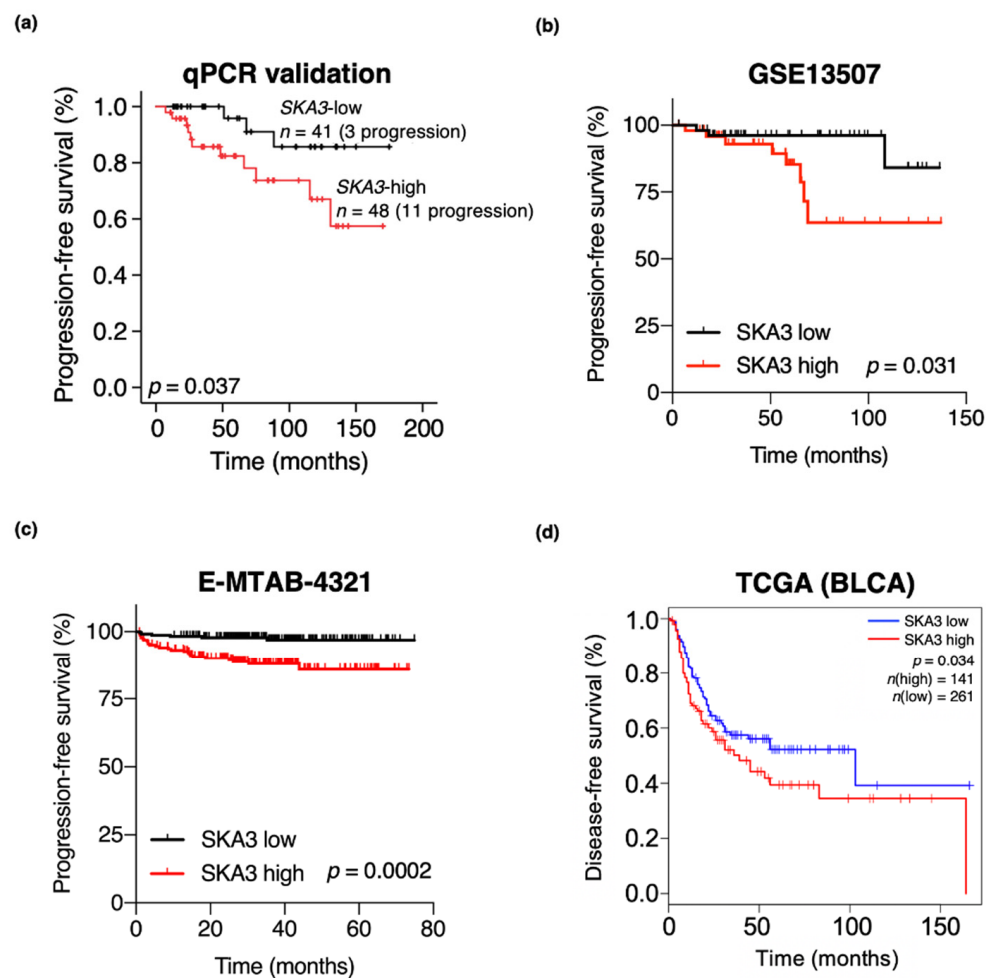 (a)
qPCR validation
Progression-free survival (%)
1.0
0.8
0.6
0.4
0.2
0.0
SKA3-low
n = 41 (3 progression)
SKA3-high
n = 48 (11 progression)
p = 0.037
0 50 100 150 200
Time (months)
(b)
GSE13507
Progression-free survival (%)
100
75
50
25
0
SKA3 low
SKA3 high p = 0.031
0 50 100 150
Time (months)
(c)
E-MTAB-4321
Progression-free survival (%)
100
75
50
25
0
SKA3 low
SKA3 high p = 0.0002
0 20 40 60 80
Time (months)
(d)
TCGA (BLCA)
Disease-free survival (%)
1.0
0.8
0.6
0.4
0.2
0.0
SKA3 low
SKA3 high
p = 0.034
n(high) = 141
n(low) = 261
0 50 100 150
Time (months)